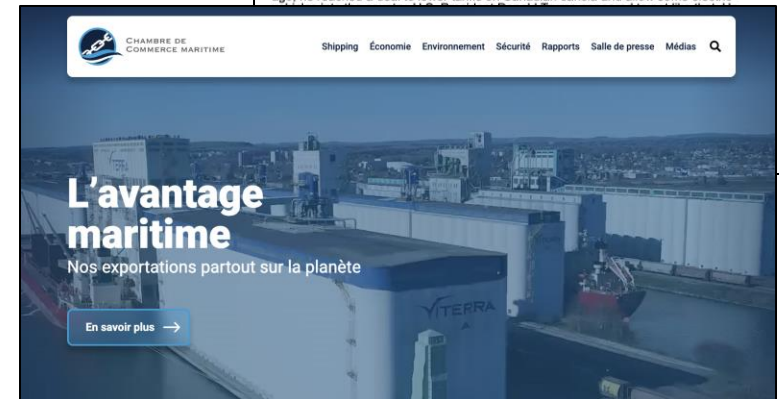 CHAMBRE DE
COMMERCE MARITIME
Shipping Économie Environnement Sécurité Rapports Salle de presse Médias
L'avantage
maritime
Nos exportations partout sur la planète
VITERRA
En savoir plus →